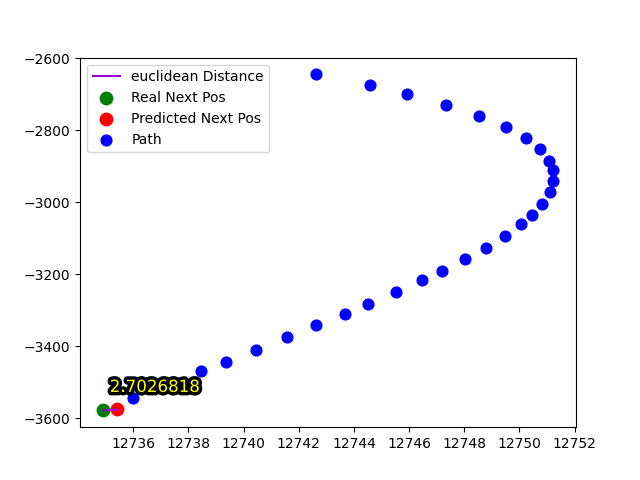 euclidean Distance
Real Next Pos
Predicted Next Pos
Path
−2600
−2800
−3000
−3200
−3400
−3600
2.7026818
12736 12738 12740 12742 12744 12746 12748 12750 12752